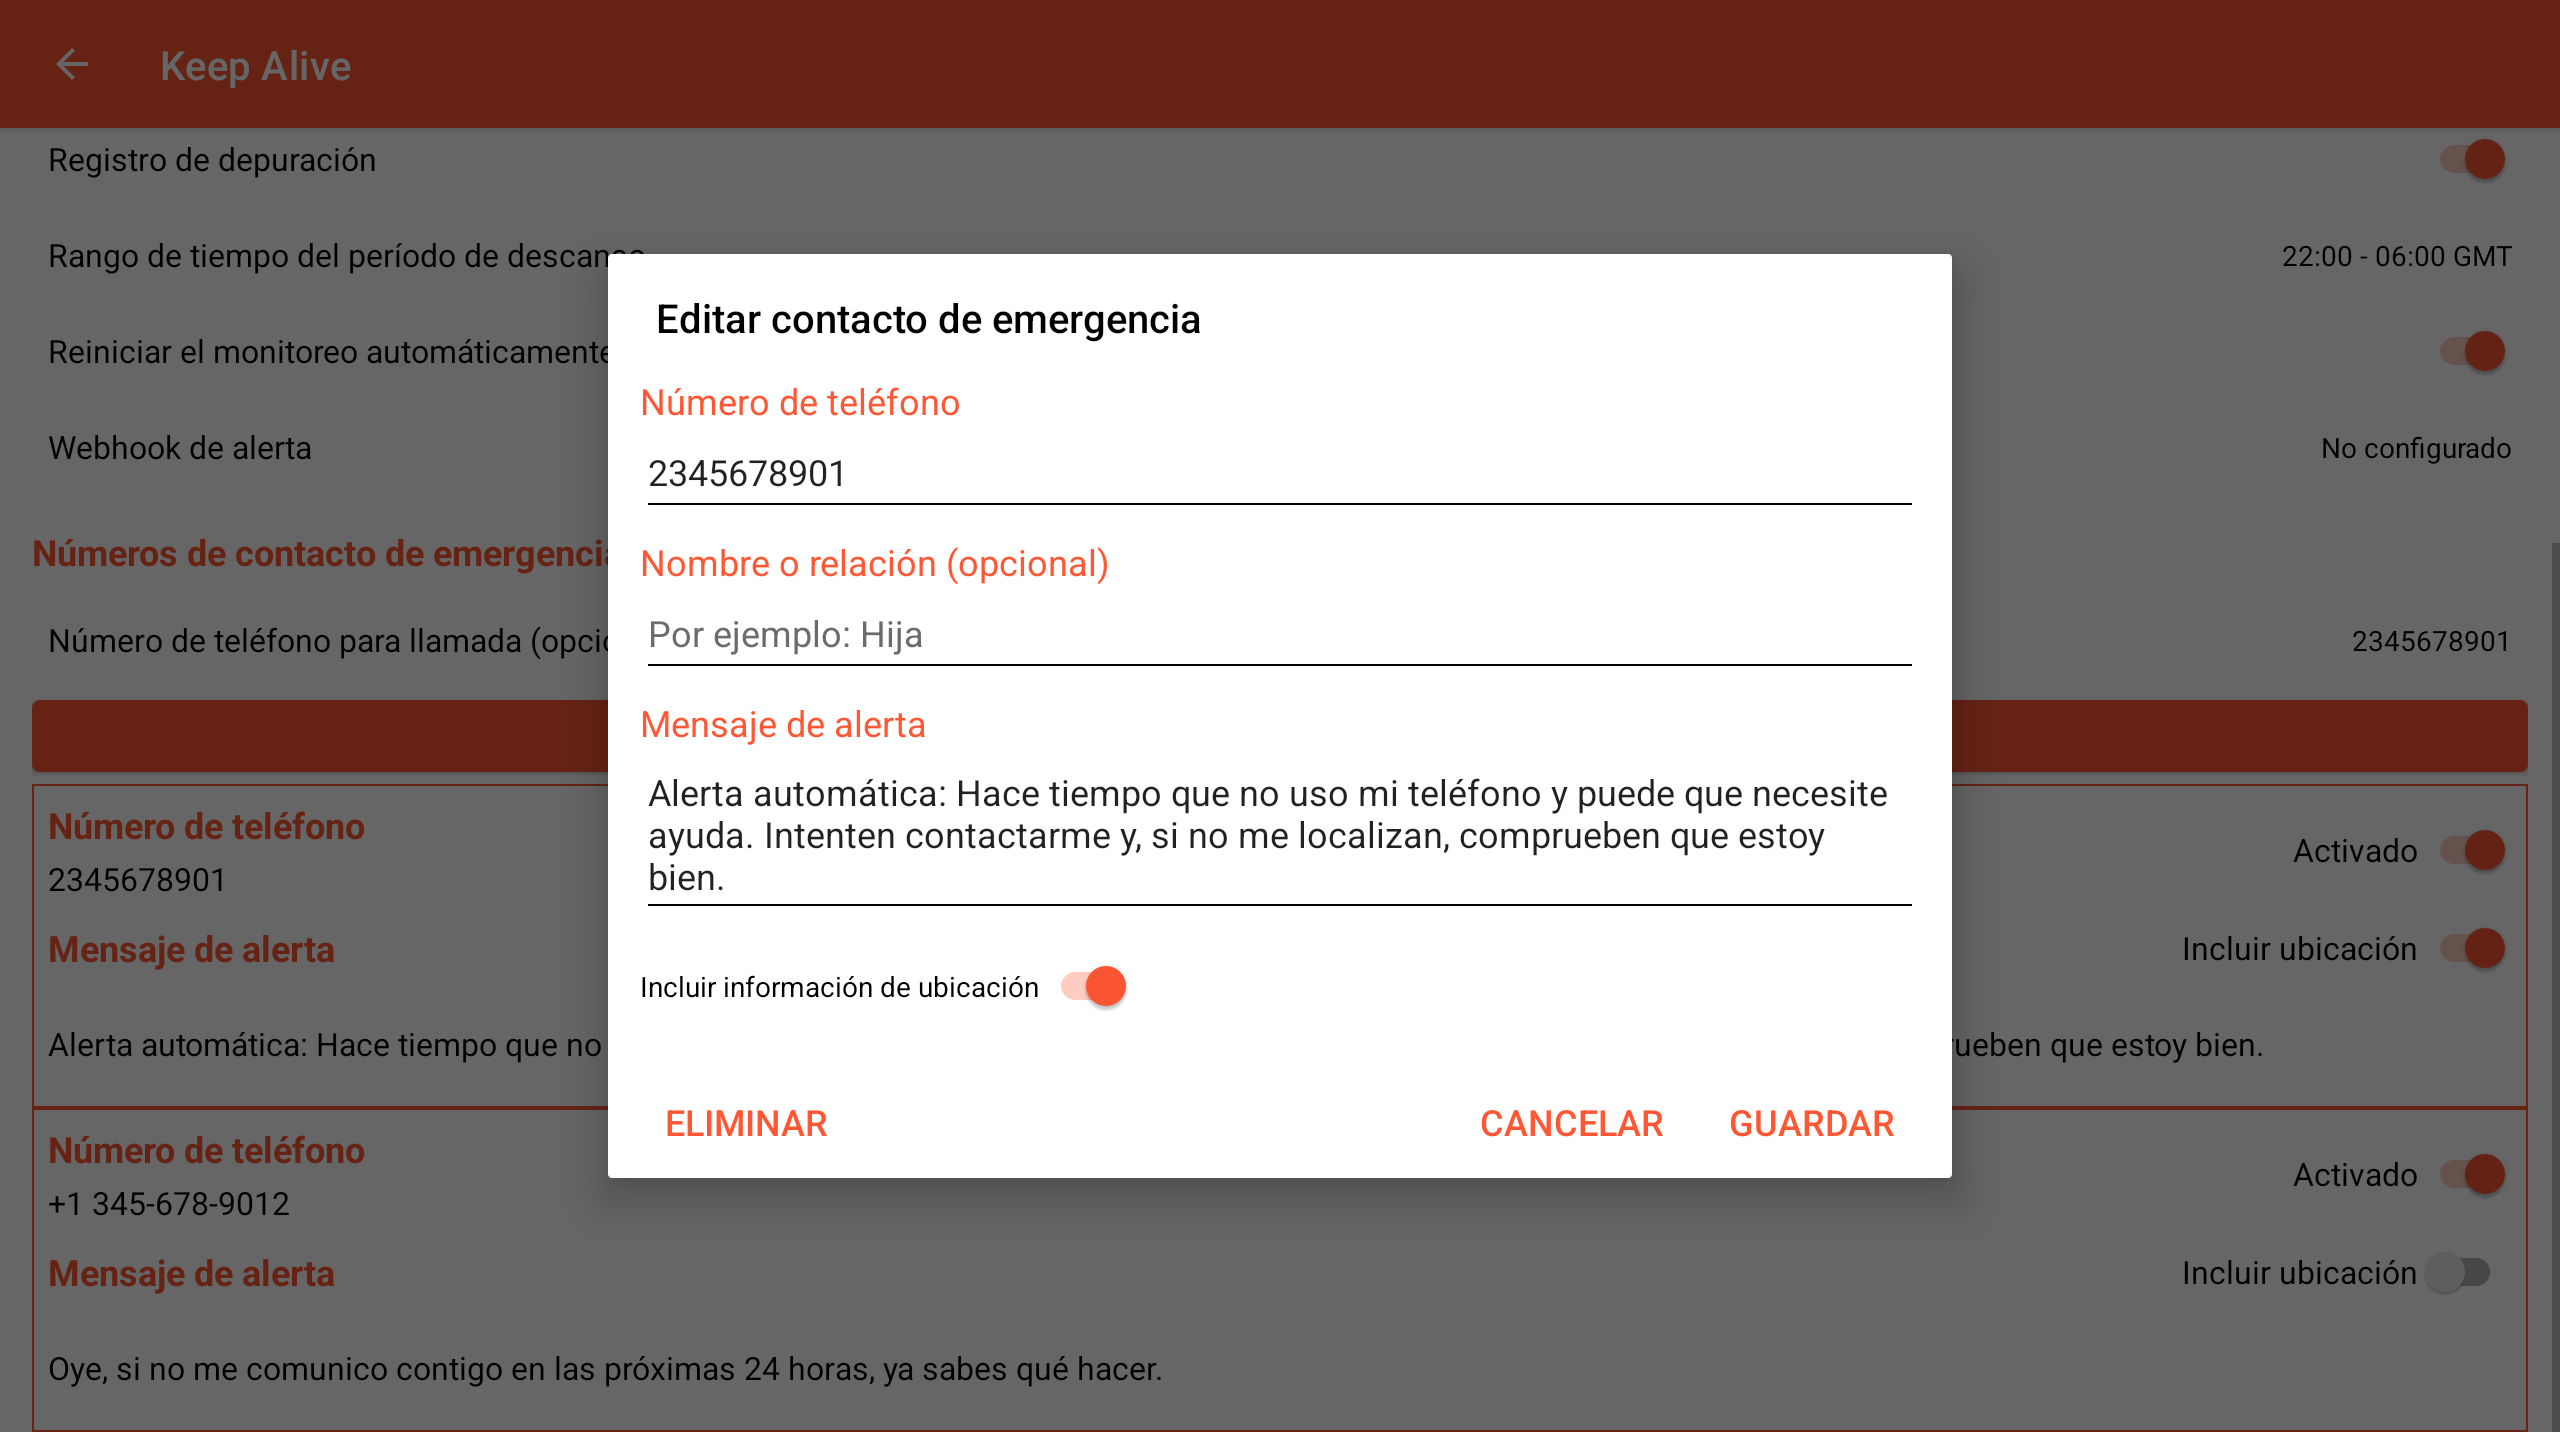 Keep Alive
Registro de depuración
Rango de tiempo del período de descanso
22:00 - 06:00 GMT
Reiniciar el monitoreo automáticamente
Webhook de alerta
No configurado
Números de contacto de emergencia
Número de teléfono para llamada
2345678901
Editar contacto de emergencia
Número de teléfono
2345678901
Nombre o relación (opcional)
Por ejemplo: Hija
Mensaje de alerta
Alerta automática: Hace tiempo que no uso mi teléfono y puede que necesite
ayuda. Intenten contactarme y, si no me localizan, comprueben que estoy
bien.
Incluir información de ubicación
ELIMINAR
CANCELAR
GUARDAR
Número de teléfono
2345678901
Activado
Mensaje de alerta
Incluir ubicación
Alerta automática: Hace tiempo que no
que estoy bien.
Número de teléfono
+1 345-678-9012
Activado
Mensaje de alerta
Incluir ubicación
Oye, si no me comunico contigo en las próximas 24 horas, ya sabes qué hacer.